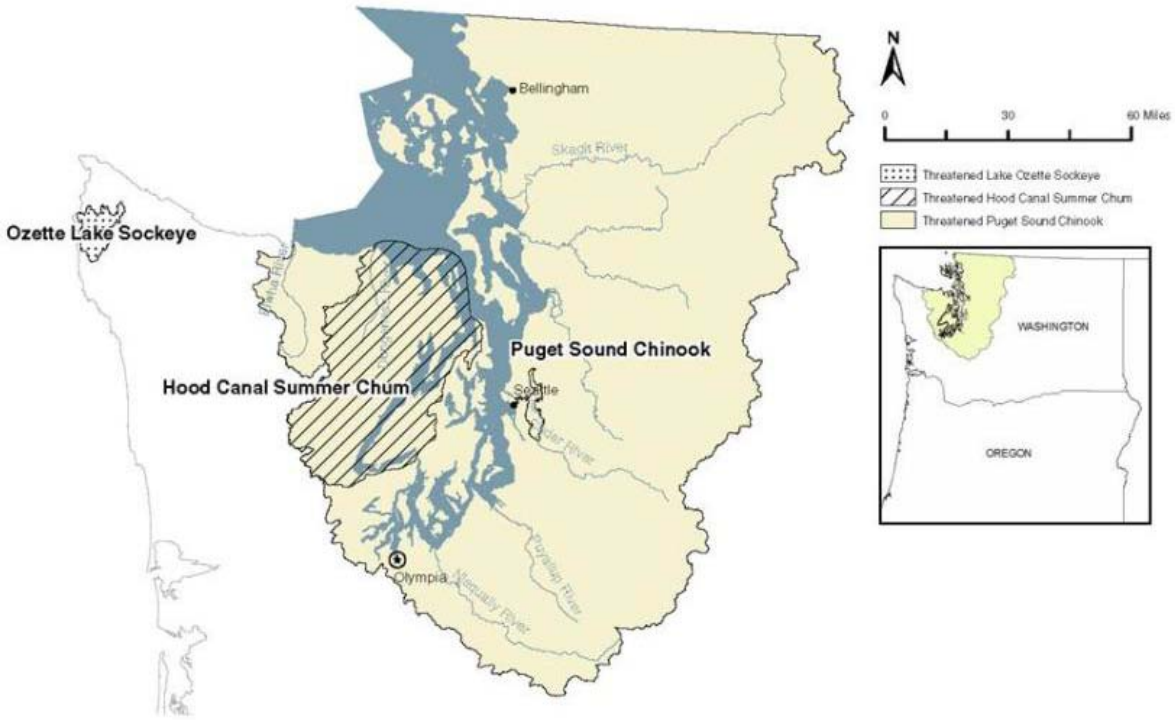 N
0 30 60 Miles
Threatened Lake Ozette Sockeye
Threatened Hood Canal Summer Chum
Threatened Puget Sound Chinook
Bellingham
Skagit River
Ozette Lake Sockeye
Puget Sound Chinook
Hood Canal Summer Chum
Seattle
River
Puyallup River
Olympia
Nisqually River
WASHINGTON
OREGON